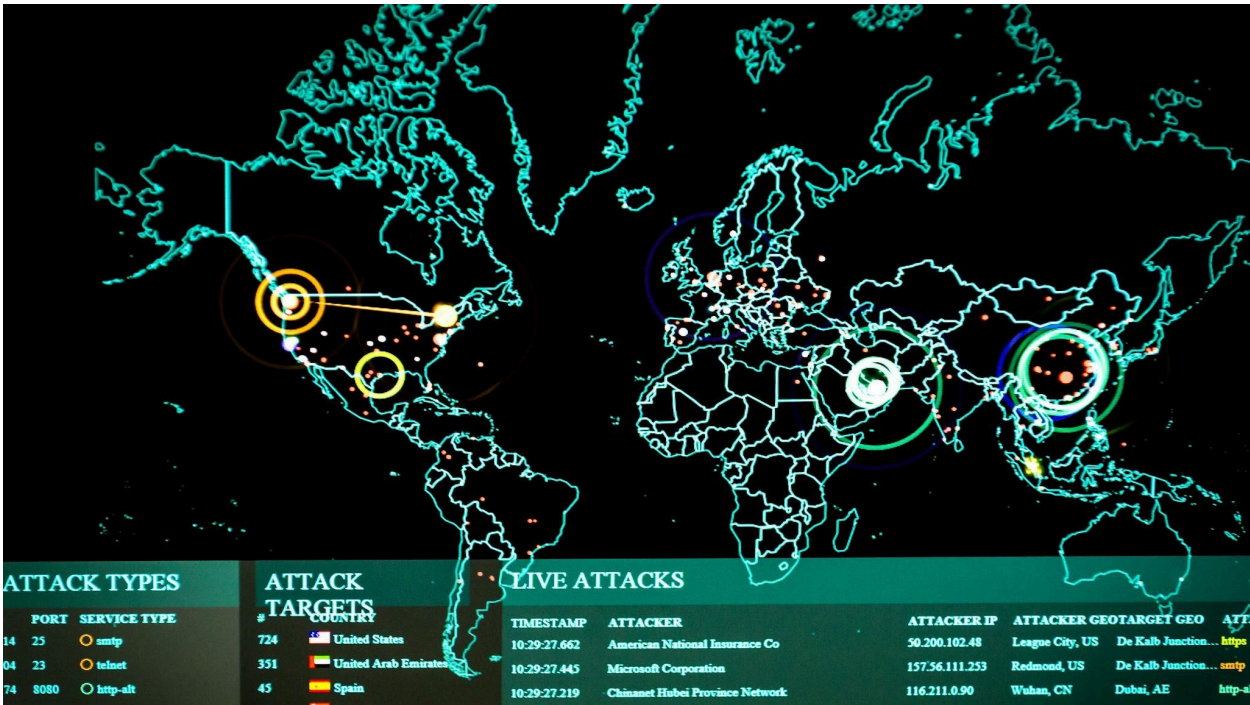 ATTACK TYPES
PORT SERVICE TYPE
14 25 smtp
04 23 telnet
74 8080 http-alt
ATTACK
TARGETS
# COUNTRY
724 United States
351 United Arab Emirates
45 Spain
LIVE ATTACKS
TIMESTAMP ATTACKER ATTACKER IP ATTACKER GEO TARGET GEO ATTA
10:29:27.662 American National Insurance Co 50.200.102.48 League City, US De Kalb Junction... https
10:29:27.445 Microsoft Corporation 157.56.111.253 Redmond, US De Kalb Junction... smtp
10:29:27.219 Chinanet Hubei Province Network 116.211.0.90 Wuhan, CN Dubai, AE http-al